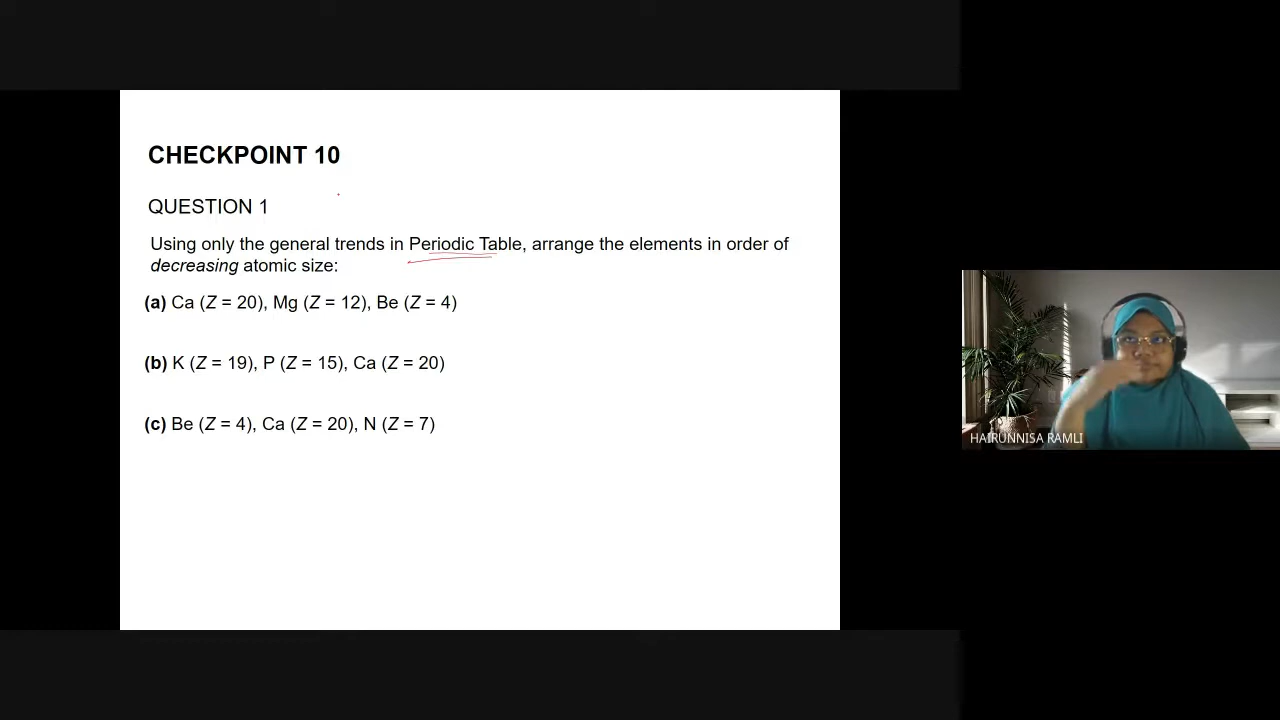 CHECKPOINT 10
QUESTION 1
Using only the general trends in Periodic Table, arrange the elements in order of
decreasing atomic size:
(a) Ca (Z = 20), Mg (Z = 12), Be (Z = 4)
(b) K (Z = 19), P (Z = 15), Ca (Z = 20)
(c) Be (Z = 4), Ca (Z = 20), N (Z = 7)
HAIRUNNISA RAMLI